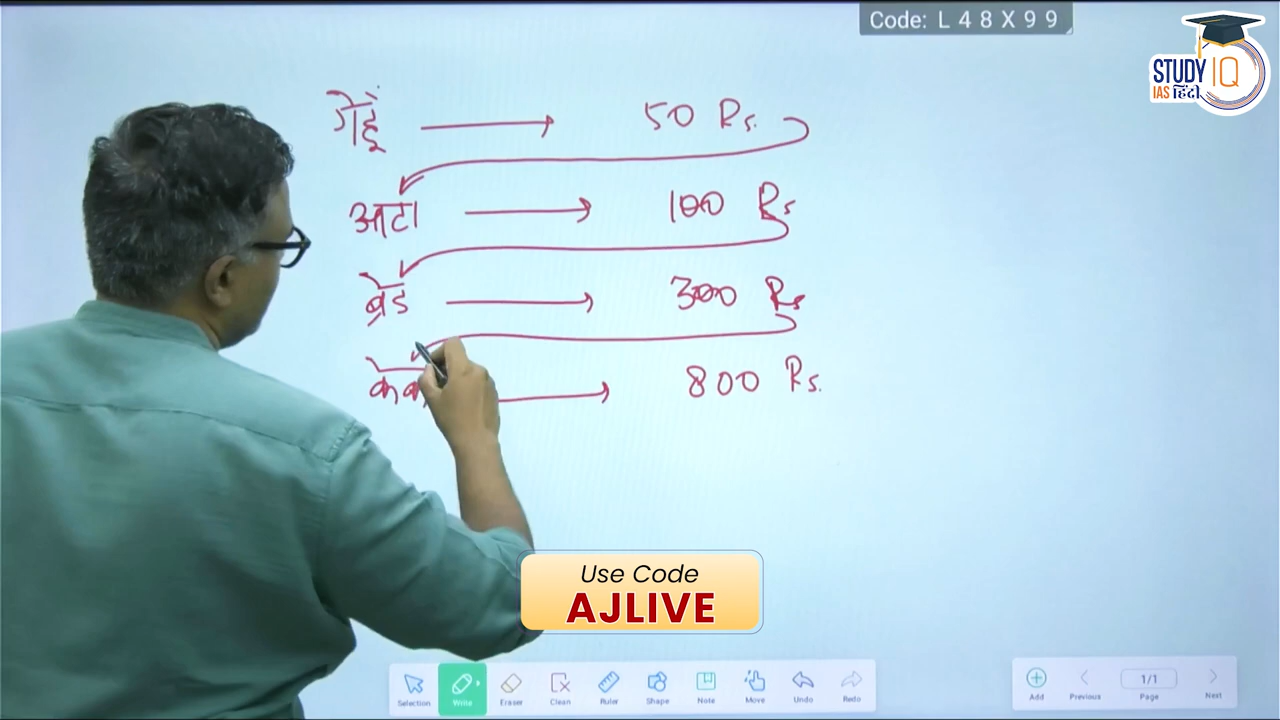 Code: L 4 8 X 9 9
STUDY IQ
IAS हिंदी
गेहूं → 50 Rs.
आटा → 100 Rs
ब्रेड → 300 Rs
→ 800 Rs.
Use Code
AJLIVE
Selection Write Eraser Clean Ruler Shape Note Move Undo Redo
Add Previous 1/1 Page Next